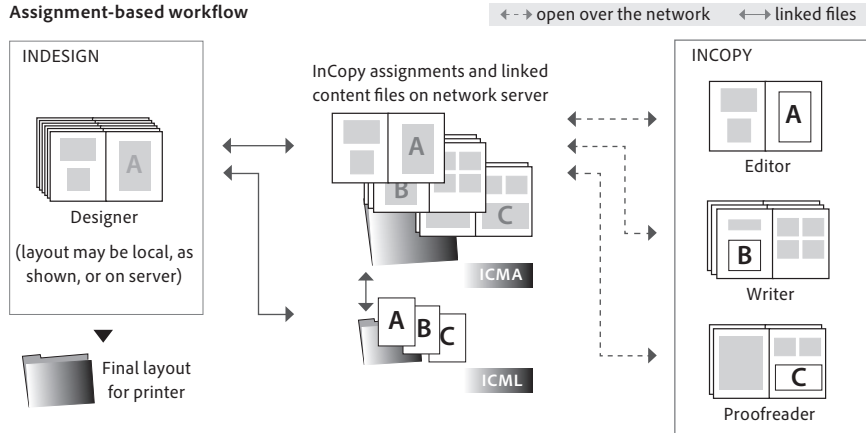 Assignment-based workflow
open over the network
linked files
INDESIGN
A
Designer
(layout may be local, as
shown, or on server)
Final layout
for printer
InCopy assignments and linked
content files on network server
A
B
C
ICMA
A
B
C
ICML
INCOPY
A
Editor
B
Writer
C
Proofreader